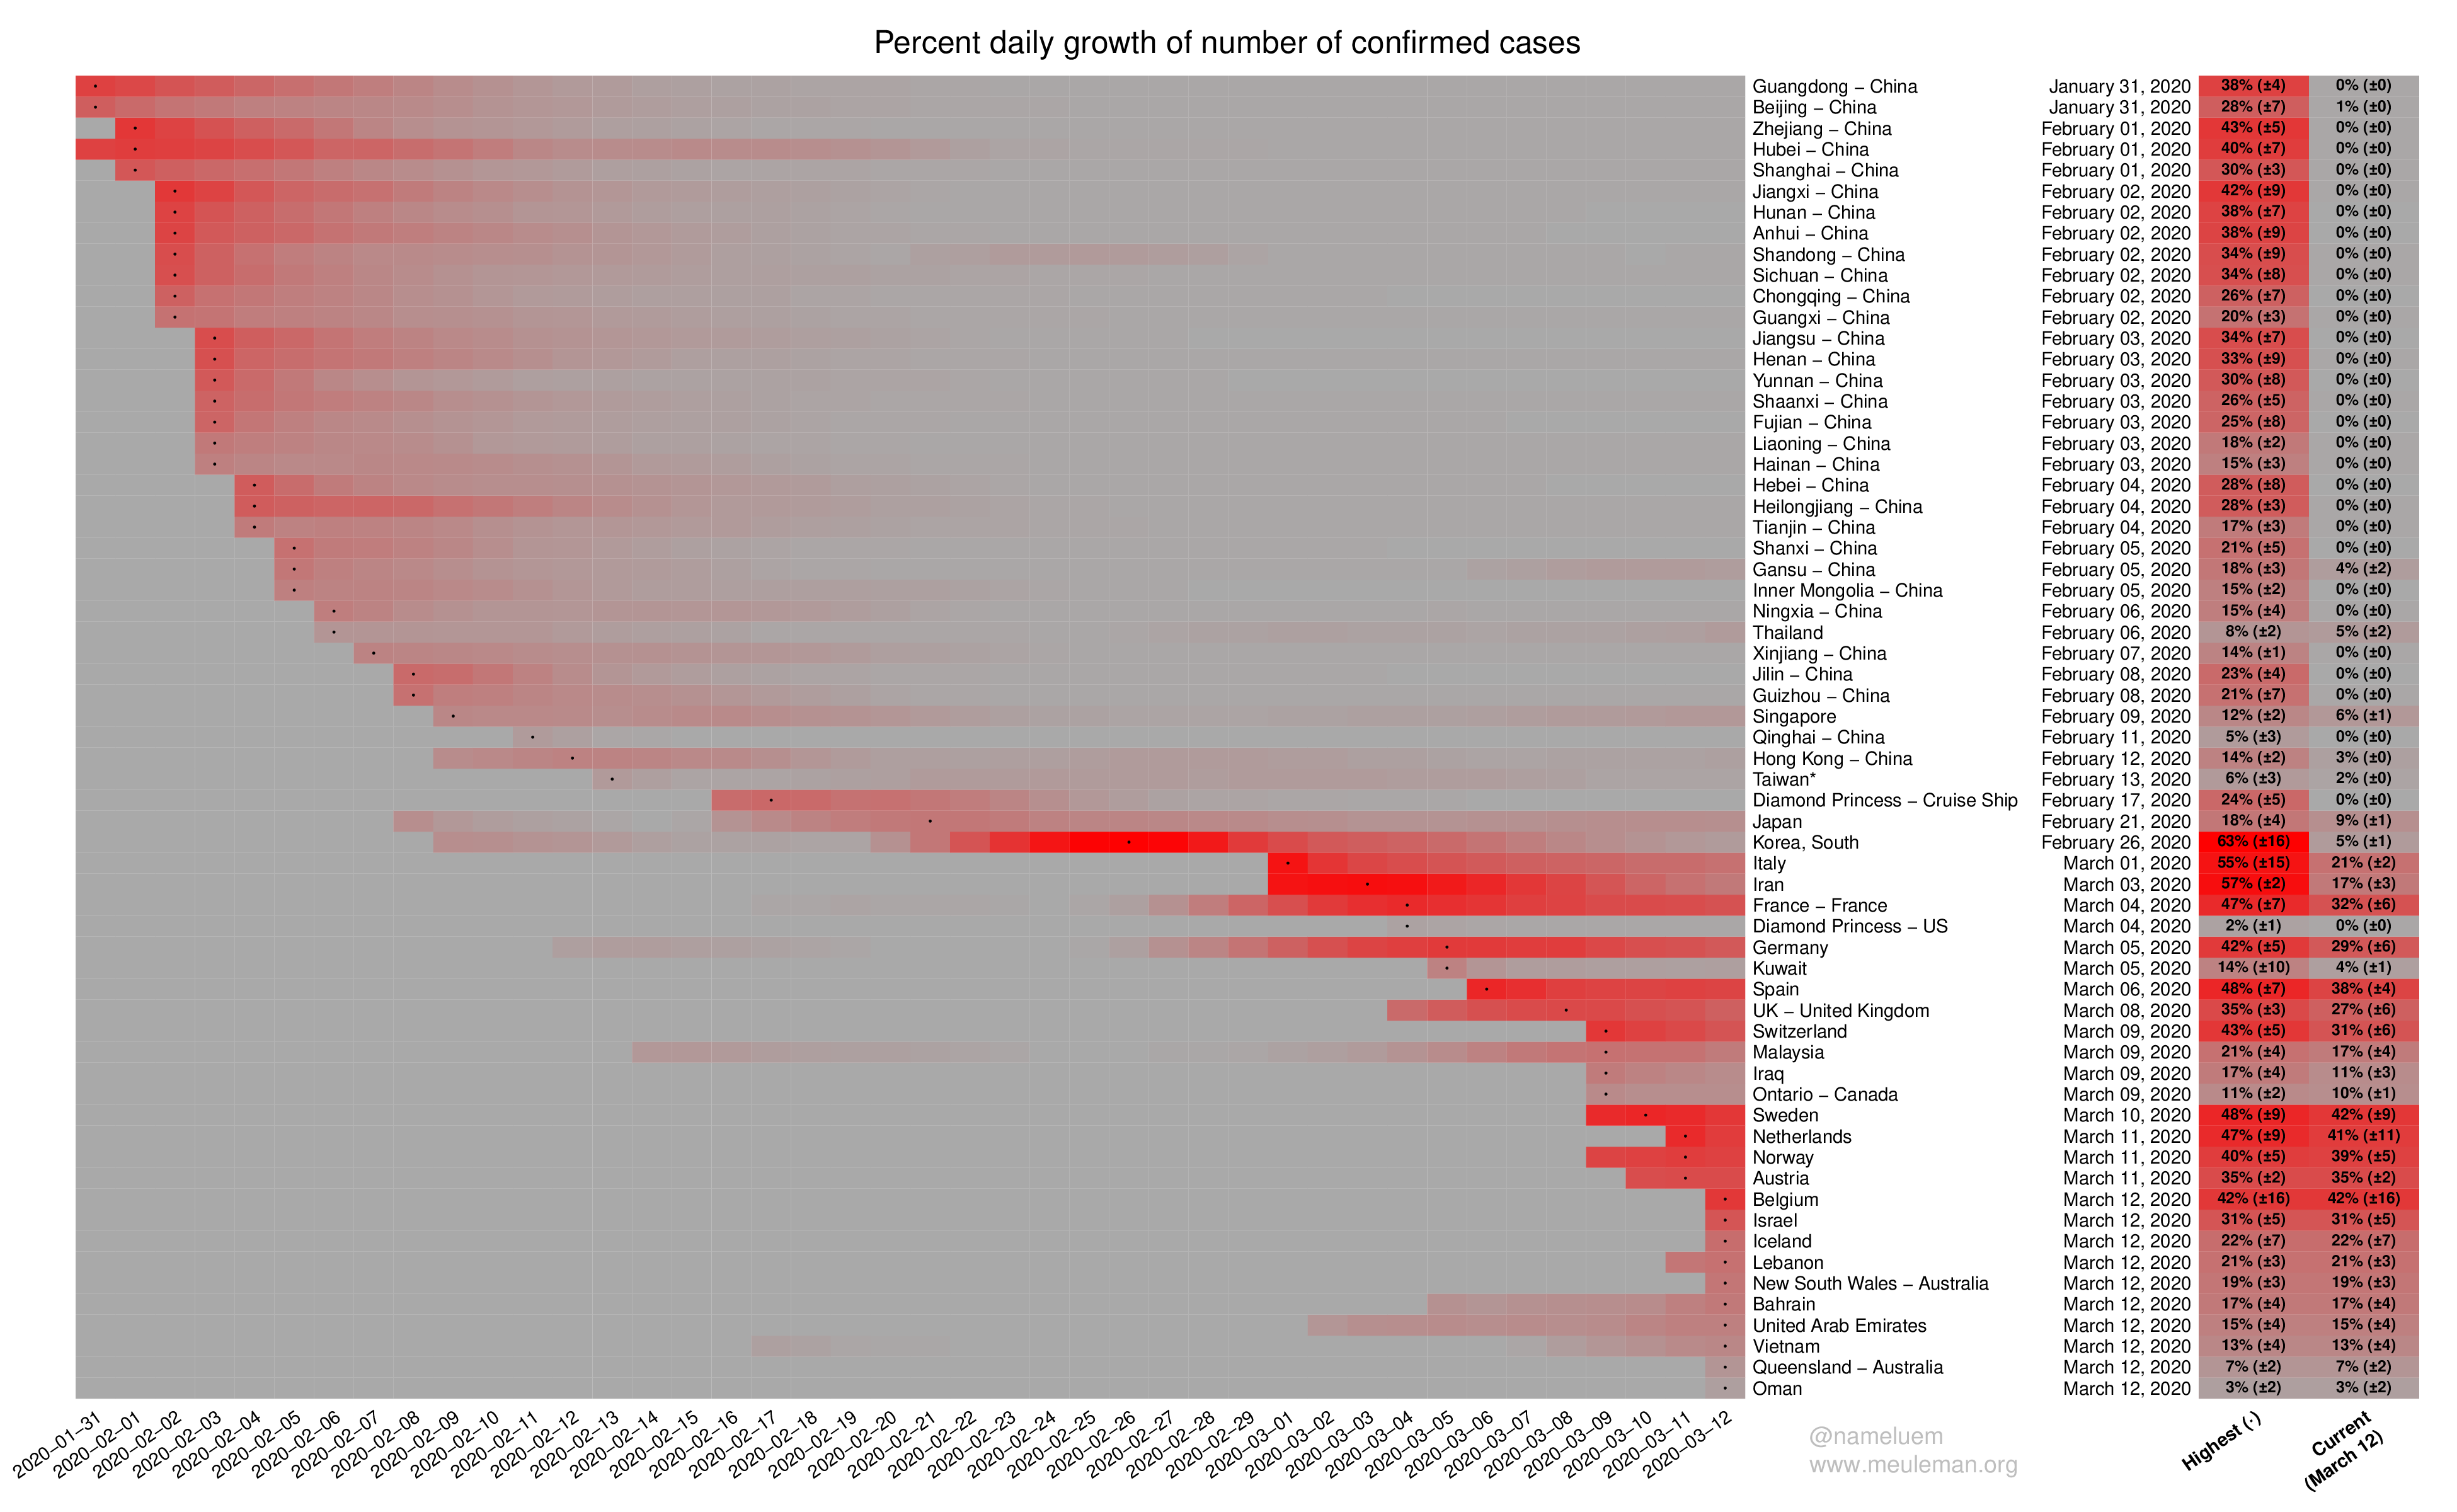 Percent daily growth of number of confirmed cases
Guangdong – China January 31, 2020 38% (±4) 0% (±0)
Beijing – China January 31, 2020 28% (±7) 1% (±0)
Zhejiang – China February 01, 2020 43% (±5) 0% (±0)
Hubei – China February 01, 2020 40% (±7) 0% (±0)
Shanghai – China February 01, 2020 30% (±3) 0% (±0)
Jiangxi – China February 02, 2020 42% (±9) 0% (±0)
Hunan – China February 02, 2020 38% (±7) 0% (±0)
Anhui – China February 02, 2020 38% (±9) 0% (±0)
Shandong – China February 02, 2020 34% (±9) 0% (±0)
Sichuan – China February 02, 2020 34% (±8) 0% (±0)
Chongqing – China February 02, 2020 26% (±7) 0% (±0)
Guangxi – China February 02, 2020 20% (±3) 0% (±0)
Jiangsu – China February 03, 2020 34% (±7) 0% (±0)
Henan – China February 03, 2020 33% (±9) 0% (±0)
Yunnan – China February 03, 2020 30% (±8) 0% (±0)
Shaanxi – China February 03, 2020 26% (±5) 0% (±0)
Fujian – China February 03, 2020 25% (±8) 0% (±0)
Liaoning – China February 03, 2020 18% (±2) 0% (±0)
Hainan – China February 03, 2020 15% (±3) 0% (±0)
Hebei – China February 04, 2020 28% (±8) 0% (±0)
Heilongjiang – China February 04, 2020 28% (±3) 0% (±0)
Tianjin – China February 04, 2020 17% (±3) 0% (±0)
Shanxi – China February 05, 2020 21% (±5) 0% (±0)
Gansu – China February 05, 2020 18% (±3) 4% (±2)
Inner Mongolia – China February 05, 2020 15% (±2) 0% (±0)
Ningxia – China February 06, 2020 15% (±4) 0% (±0)
Thailand February 06, 2020 8% (±2) 5% (±2)
Xinjiang – China February 07, 2020 14% (±1) 0% (±0)
Jilin – China February 08, 2020 23% (±4) 0% (±0)
Guizhou – China February 08, 2020 21% (±7) 0% (±0)
Singapore February 09, 2020 12% (±2) 6% (±1)
Qinghai – China February 11, 2020 5% (±3) 0% (±0)
Hong Kong – China February 12, 2020 14% (±2) 3% (±0)
Taiwan* February 13, 2020 6% (±3) 2% (±0)
Diamond Princess – Cruise Ship February 17, 2020 24% (±5) 0% (±0)
Japan February 21, 2020 18% (±4) 9% (±1)
Korea, South February 26, 2020 63% (±16) 5% (±1)
Italy March 01, 2020 55% (±15) 21% (±2)
Iran March 03, 2020 57% (±2) 17% (±3)
France – France March 04, 2020 47% (±7) 32% (±6)
Diamond Princess – US March 04, 2020 2% (±1) 0% (±0)
Germany March 05, 2020 42% (±5) 29% (±6)
Kuwait March 05, 2020 14% (±10) 4% (±1)
Spain March 06, 2020 48% (±7) 38% (±4)
UK – United Kingdom March 08, 2020 35% (±3) 27% (±6)
Switzerland March 09, 2020 43% (±5) 31% (±6)
Malaysia March 09, 2020 21% (±4) 17% (±4)
Iraq March 09, 2020 17% (±4) 11% (±3)
Ontario – Canada March 09, 2020 11% (±2) 10% (±1)
Sweden March 10, 2020 48% (±9) 42% (±9)
Netherlands March 11, 2020 47% (±9) 41% (±11)
Norway March 11, 2020 40% (±5) 39% (±5)
Austria March 11, 2020 35% (±2) 35% (±2)
Belgium March 12, 2020 42% (±16) 42% (±16)
Israel March 12, 2020 31% (±5) 31% (±5)
Iceland March 12, 2020 22% (±7) 22% (±7)
Lebanon March 12, 2020 21% (±3) 21% (±3)
New South Wales – Australia March 12, 2020 19% (±3) 19% (±3)
Bahrain March 12, 2020 17% (±4) 17% (±4)
United Arab Emirates March 12, 2020 15% (±4) 15% (±4)
Vietnam March 12, 2020 13% (±4) 13% (±4)
Queensland – Australia March 12, 2020 7% (±2) 7% (±2)
Oman March 12, 2020 3% (±2) 3% (±2)
2020–01–31
2020–02–01
2020–02–02
2020–02–03
2020–02–04
2020–02–05
2020–02–06
2020–02–07
2020–02–08
2020–02–09
2020–02–10
2020–02–11
2020–02–12
2020–02–13
2020–02–14
2020–02–15
2020–02–16
2020–02–17
2020–02–18
2020–02–19
2020–02–20
2020–02–21
2020–02–22
2020–02–23
2020–02–24
2020–02–25
2020–02–26
2020–02–27
2020–02–28
2020–02–29
2020–03–01
2020–03–02
2020–03–03
2020–03–04
2020–03–05
2020–03–06
2020–03–07
2020–03–08
2020–03–09
2020–03–10
2020–03–11
2020–03–12
@nameluem
www.meuleman.org
Highest (·)
Current
(March 12)